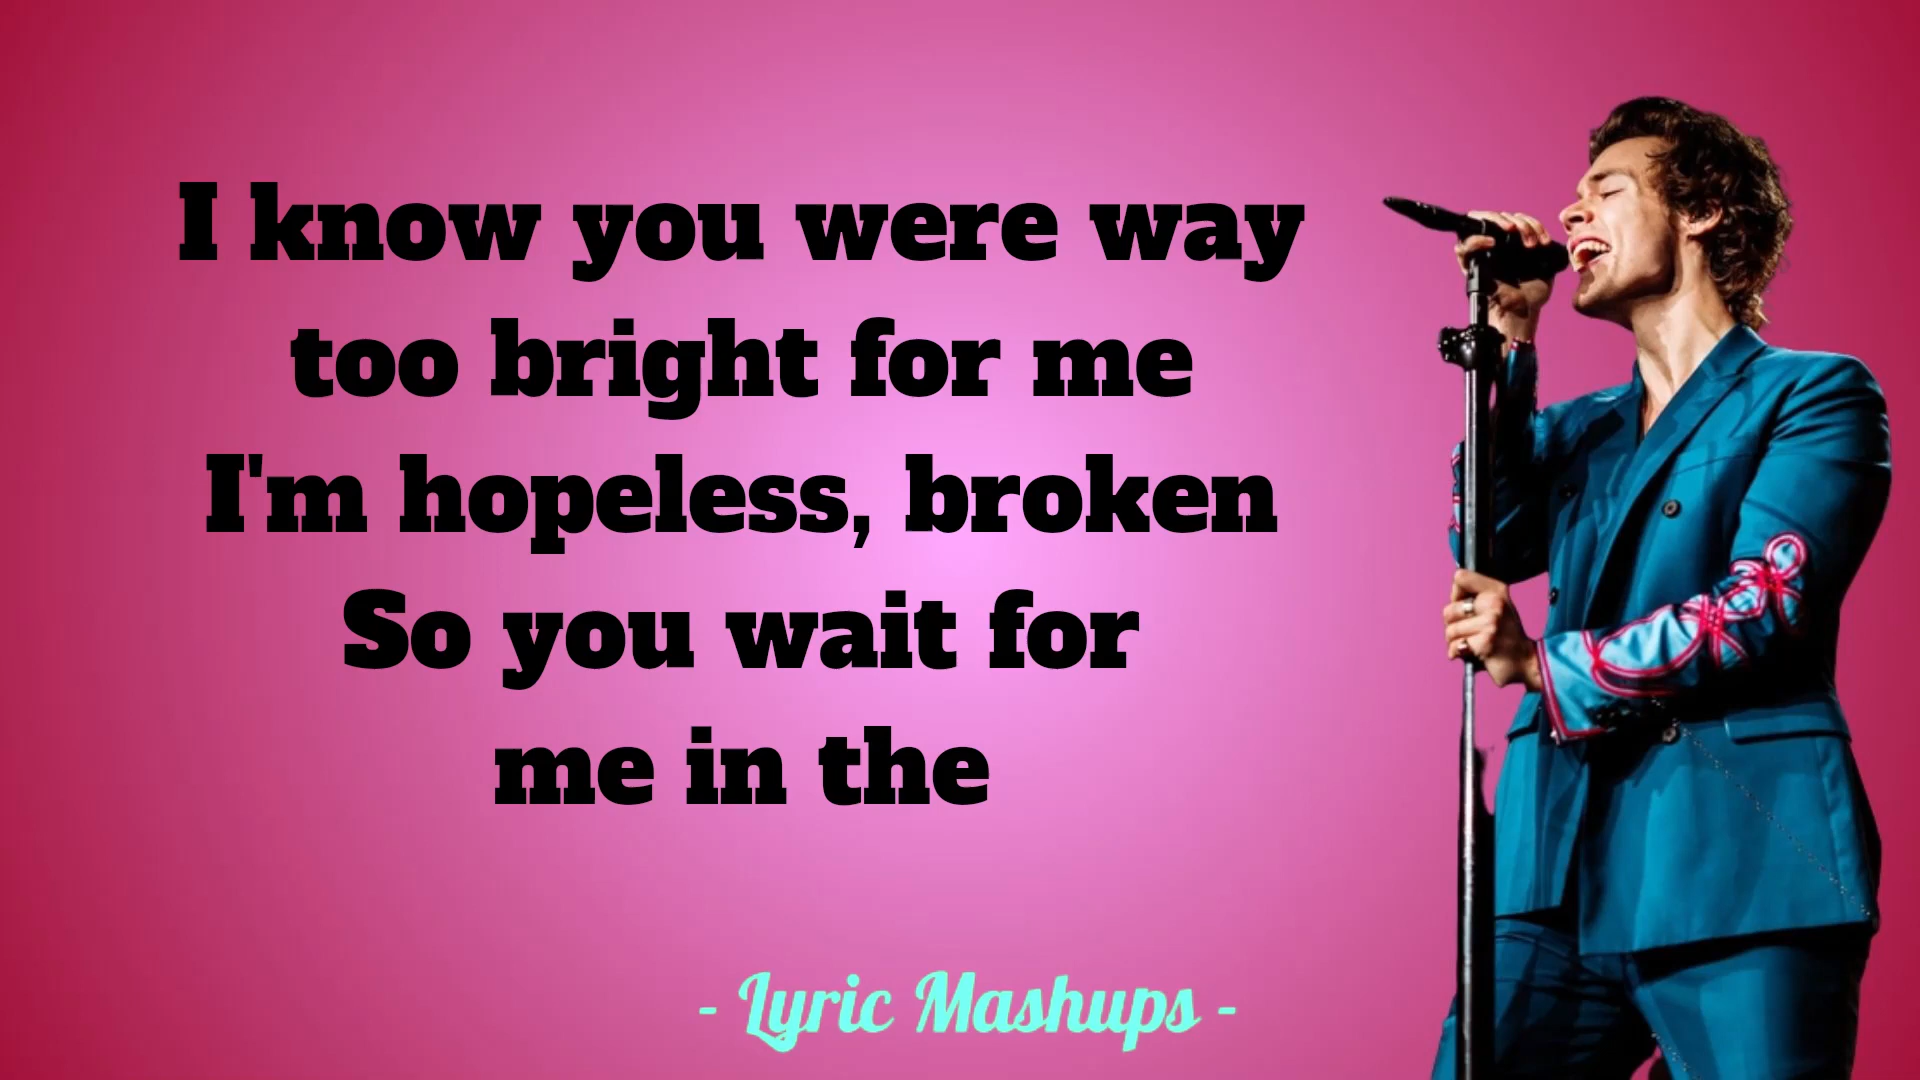 I know you were way
too bright for me
I'm hopeless, broken
So you wait for
me in the
- Lyric Mashups -